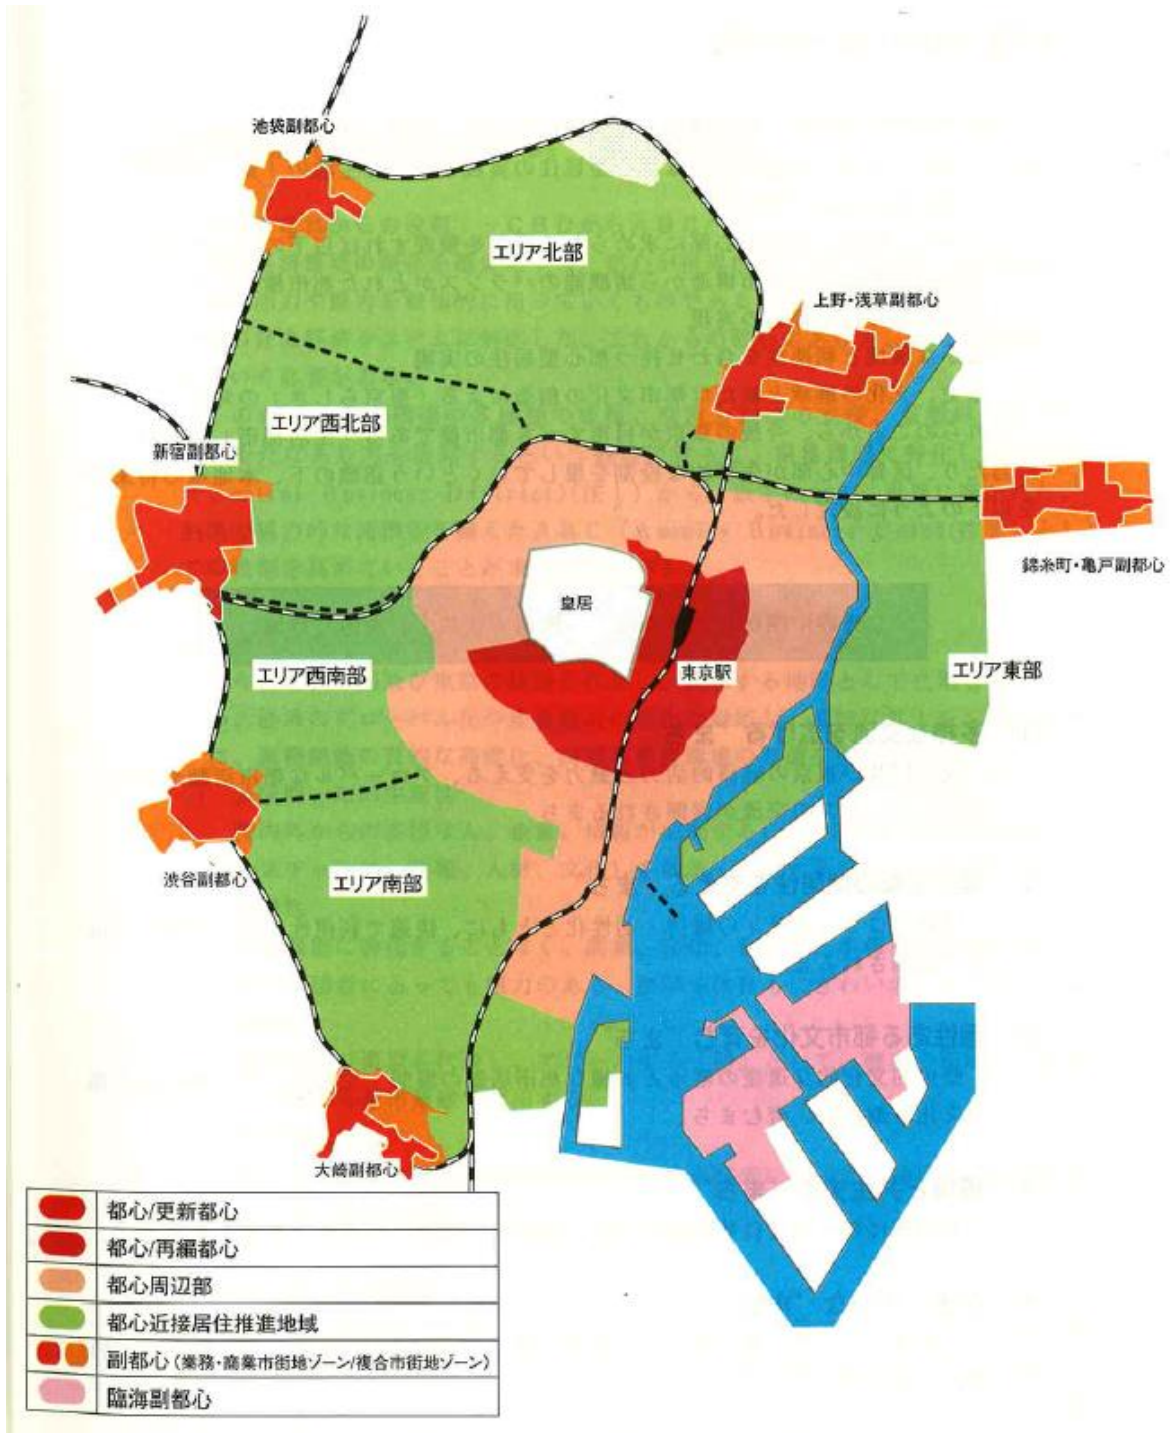 池袋副都心
エリア北部
上野・浅草副都心
エリア西北部
新宿副都心
錦糸町・亀戸副都心
皇居
エリア西南部
東京駅
エリア東部
渋谷副都心
エリア南部
大崎副都心
都心/更新都心
都心/再編都心
都心周辺部
都心近接居住推進地域
副都心（業務・商業市街地ゾーン/複合市街地ゾーン）
臨海副都心